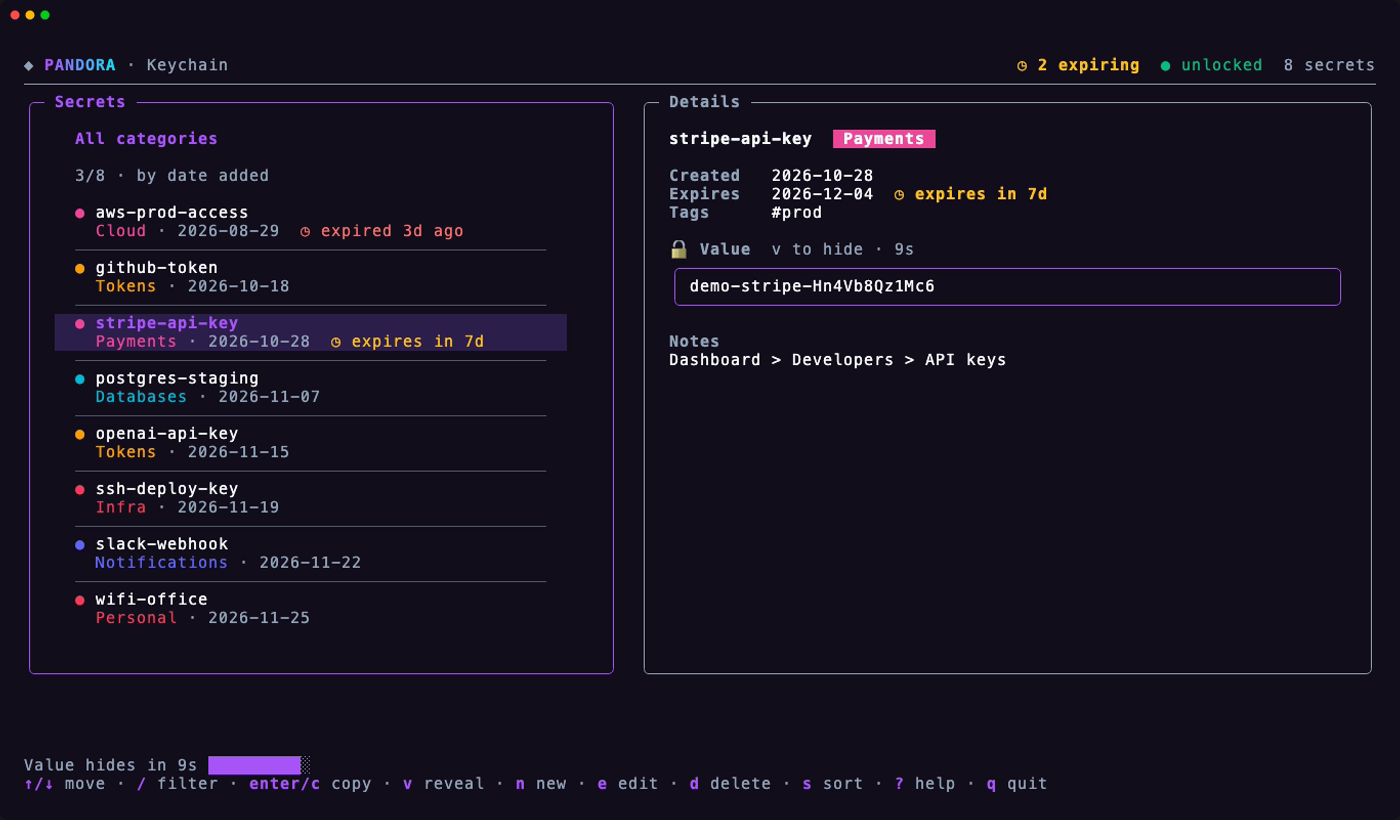 ◆ PANDORA · Keychain
◷ 2 expiring ● unlocked 8 secrets
Secrets
All categories
3/8 · by date added
● aws-prod-access
Cloud · 2026-08-29 ◷ expired 3d ago
● github-token
Tokens · 2026-10-18
● stripe-api-key
Payments · 2026-10-28 ◷ expires in 7d
● postgres-staging
Databases · 2026-11-07
● openai-api-key
Tokens · 2026-11-15
● ssh-deploy-key
Infra · 2026-11-19
● slack-webhook
Notifications · 2026-11-22
● wifi-office
Personal · 2026-11-25
Details
stripe-api-key Payments
Created 2026-10-28
Expires 2026-12-04 ◷ expires in 7d
Tags #prod
🔒 Value v to hide · 9s
demo-stripe-Hn4Vb8Qz1Mc6
Notes
Dashboard > Developers > API keys
Value hides in 9s
↑/↓ move · / filter · enter/c copy · v reveal · n new · e edit · d delete · s sort · ? help · q quit